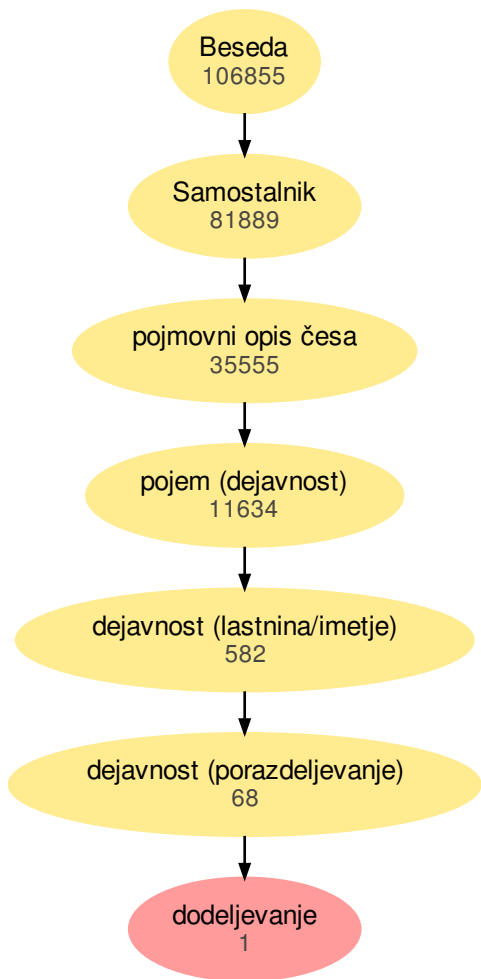 Beseda
106855
Samostalnik
81889
pojmovni opis česa
35555
pojem (dejavnost)
11634
dejavnost (lastnina/imetje)
582
dejavnost (porazdeljevanje)
68
dodeljevanje
1